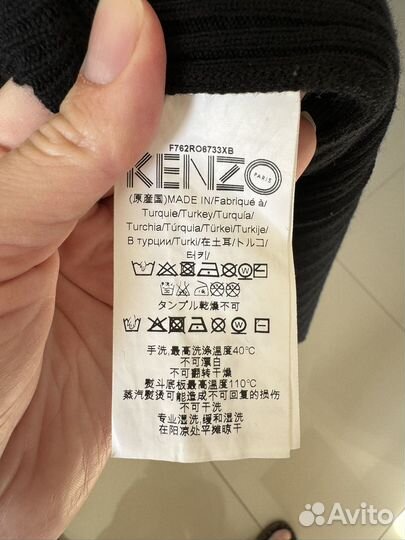 F762RO6733XB
KENZO PARIS
(原産国)MADE IN/Fabriqué à/
Turquie/Turkey/Turquía/
Turchia/Türquia/Türkei/Turkije/
В турции/Turki/在土耳/トルコ/
터키/
タンブル乾燥不可
手洗,最高洗涤温度40℃
不可漂白
不可翻转干燥
熨斗底板最高温度110℃
蒸汽熨烫可能造成不可回复的损伤
不可干洗
专业湿洗,缓和湿洗
在阴凉处平摊晾干
Avito